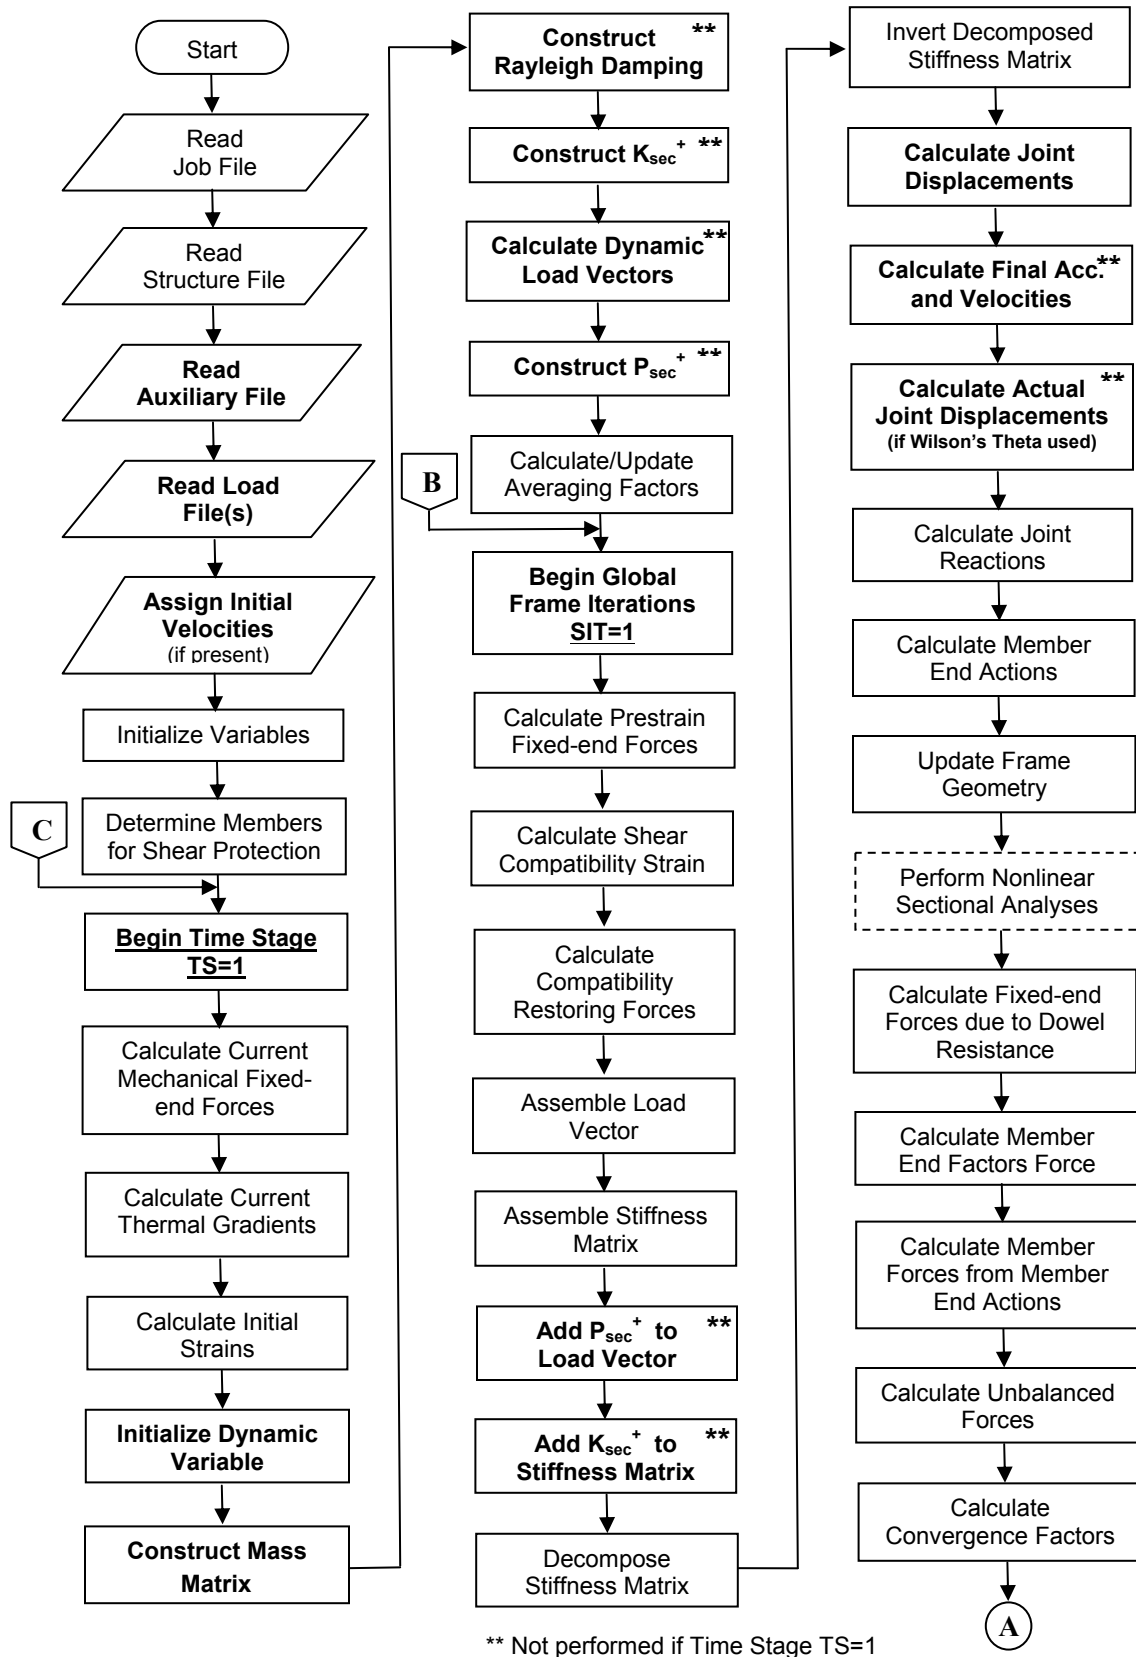 Start
Read
Job File
Read
Structure File
Read
Auxiliary File
Read Load
File(s)
Assign Initial
Velocities
(if present)
Initialize Variables
Determine Members
for Shear Protection
C
Begin Time Stage
TS=1
Calculate Current
Mechanical Fixed-
end Forces
Calculate Current
Thermal Gradients
Calculate Initial
Strains
Initialize Dynamic
Variable
Construct Mass
Matrix
Construct **
Rayleigh Damping
Construct Ksec+ **
Calculate Dynamic **
Load Vectors
Construct Psec+ **
Calculate/Update
Averaging Factors
B
Begin Global
Frame Iterations
SIT=1
Calculate Prestrain
Fixed-end Forces
Calculate Shear
Compatibility Strain
Calculate
Compatibility
Restoring Forces
Assemble Load
Vector
Assemble Stiffness
Matrix
Add Psec+ to **
Load Vector
Add Ksec+ to **
Stiffness Matrix
Decompose
Stiffness Matrix
Invert Decomposed
Stiffness Matrix
Calculate Joint
Displacements
Calculate Final Acc. **
and Velocities
Calculate Actual **
Joint Displacements
(if Wilson's Theta used)
Calculate Joint
Reactions
Calculate Member
End Actions
Update Frame
Geometry
Perform Nonlinear
Sectional Analyses
Calculate Fixed-end
Forces due to Dowel
Resistance
Calculate Member
End Factors Force
Calculate Member
Forces from Member
End Actions
Calculate Unbalanced
Forces
Calculate
Convergence Factors
A
** Not performed if Time Stage TS=1